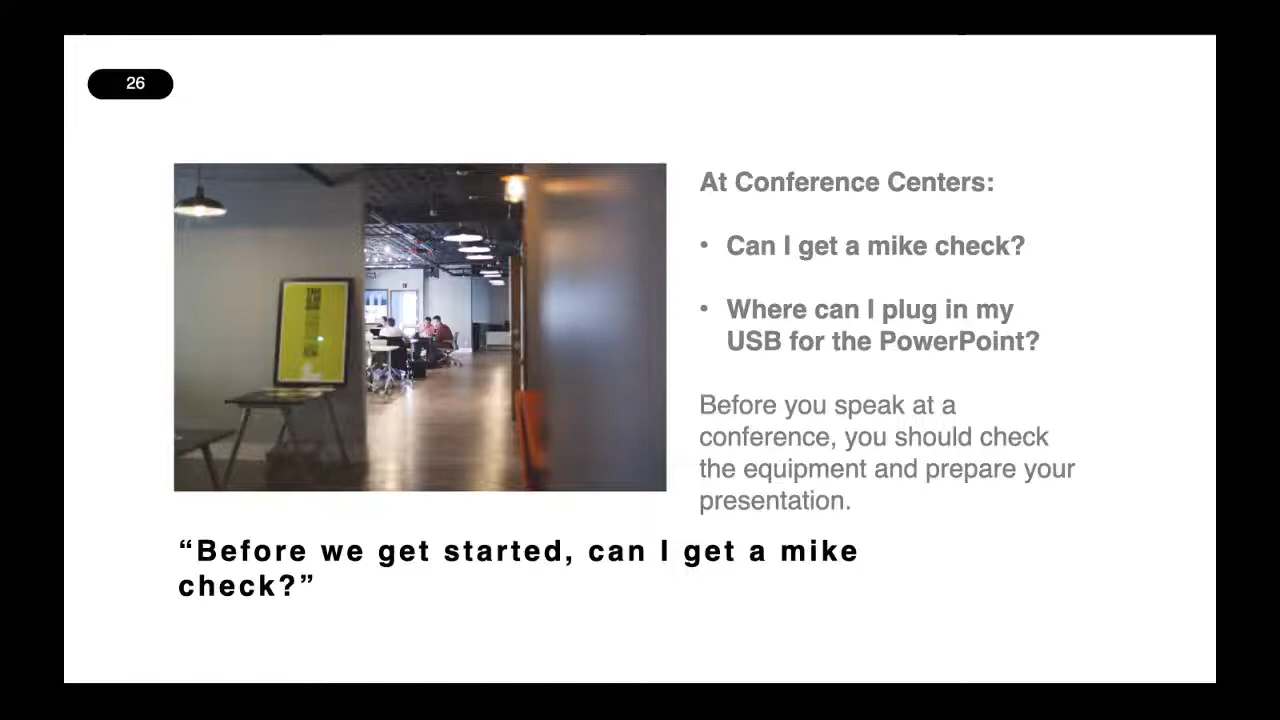 26
At Conference Centers:
• Can I get a mike check?
• Where can I plug in my
USB for the PowerPoint?
Before you speak at a
conference, you should check
the equipment and prepare your
presentation.
“Before we get started, can I get a mike
check?”